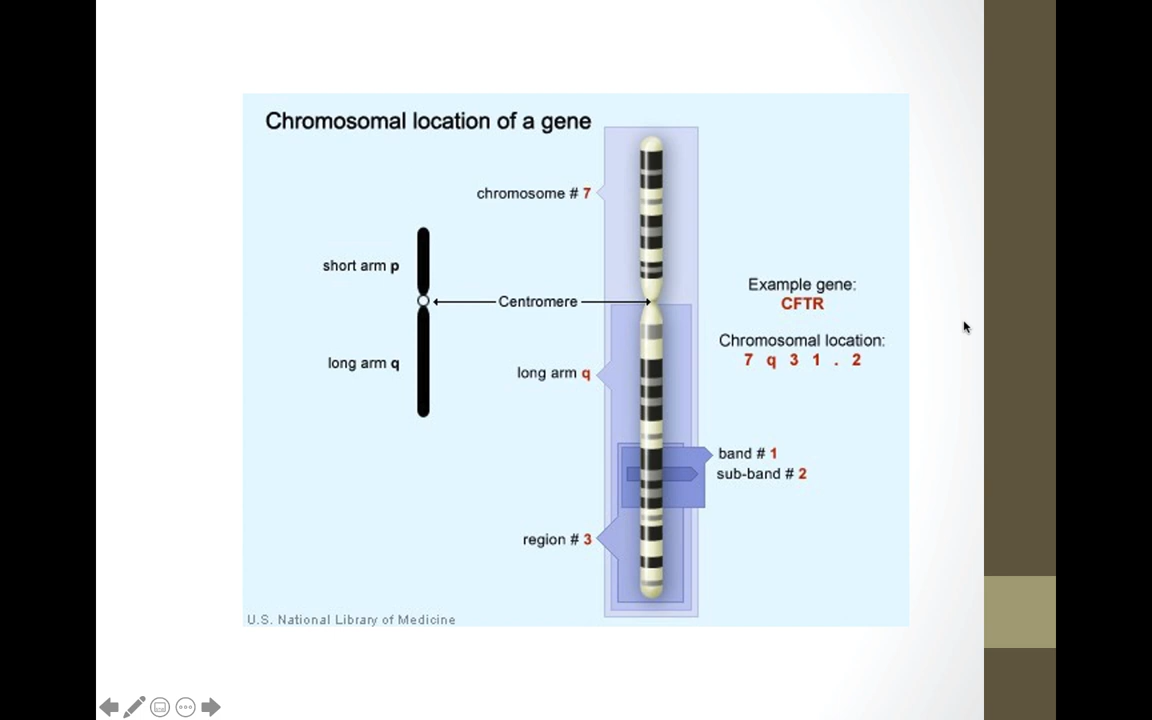 Chromosomal location of a gene
chromosome # 7
short arm p
Centromere
long arm q
long arm q
Example gene:
CFTR
Chromosomal location:
7 q 3 1 . 2
band # 1
sub-band # 2
region # 3
U.S. National Library of Medicine